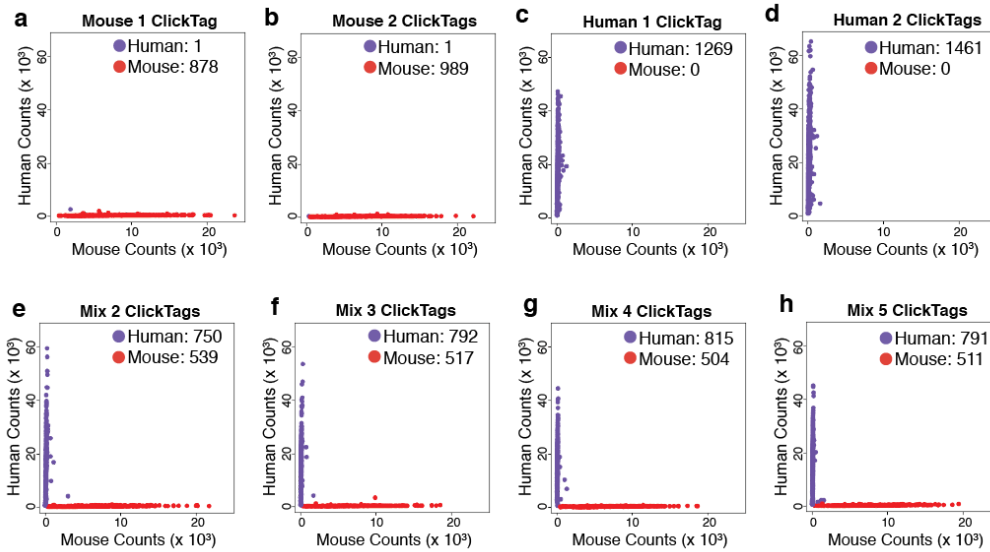 a
Mouse 1 ClickTag
Human: 1
Mouse: 878
Human Counts (x 10³)
60
40
20
0
0
10
20
Mouse Counts (x 10³)
b
Mouse 2 ClickTags
Human: 1
Mouse: 989
Human Counts (x 10³)
60
40
20
0
0
10
20
Mouse Counts (x 10³)
c
Human 1 ClickTag
Human: 1269
Mouse: 0
Human Counts (x 10³)
60
40
20
0
0
10
20
Mouse Counts (x 10³)
d
Human 2 ClickTags
Human: 1461
Mouse: 0
Human Counts (x 10³)
60
40
20
0
0
10
20
Mouse Counts (x 10³)
e
Mix 2 ClickTags
Human: 750
Mouse: 539
Human Counts (x 10³)
60
40
20
0
0
10
20
Mouse Counts (x 10³)
f
Mix 3 ClickTags
Human: 792
Mouse: 517
Human Counts (x 10³)
60
40
20
0
0
10
20
Mouse Counts (x 10³)
g
Mix 4 ClickTags
Human: 815
Mouse: 504
Human Counts (x 10³)
60
40
20
0
0
10
20
Mouse Counts (x 10³)
h
Mix 5 ClickTags
Human: 791
Mouse: 511
Human Counts (x 10³)
60
40
20
0
0
10
20
Mouse Counts (x 10³)